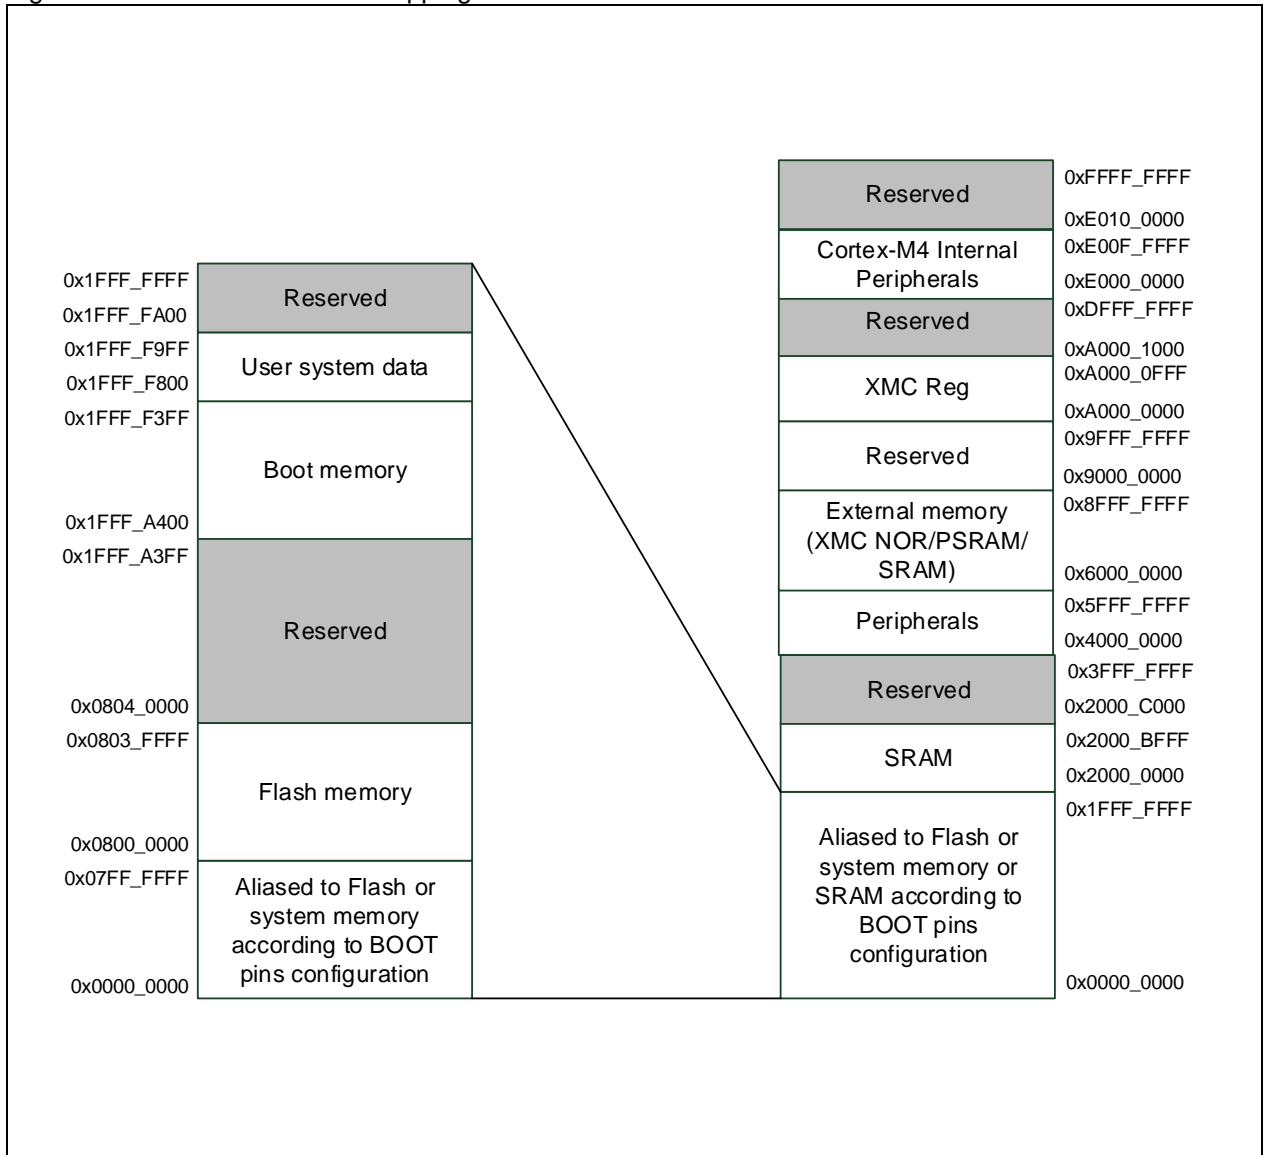 0x1FFF_FFFF
Reserved
0x1FFF_FA00
0x1FFF_F9FF
User system data
0x1FFF_F800
0x1FFF_F3FF
Boot memory
0x1FFF_A400
0x1FFF_A3FF
Reserved
0x0804_0000
0x0803_FFFF
Flash memory
0x0800_0000
0x07FF_FFFF
Aliased to Flash or
system memory
according to BOOT
pins configuration
0x0000_0000
0xFFFF_FFFF
Reserved
0xE010_0000
0xE00F_FFFF
Cortex-M4 Internal
Peripherals
0xE000_0000
0xDFFF_FFFF
Reserved
0xA000_1000
0xA000_0FFF
XMC Reg
0xA000_0000
0x9FFF_FFFF
Reserved
0x9000_0000
0x8FFF_FFFF
External memory
(XMC NOR/PSRAM/
SRAM)
0x6000_0000
0x5FFF_FFFF
Peripherals
0x4000_0000
0x3FFF_FFFF
Reserved
0x2000_C000
0x2000_BFFF
SRAM
0x2000_0000
0x1FFF_FFFF
Aliased to Flash or
system memory or
SRAM according to
BOOT pins
configuration
0x0000_0000